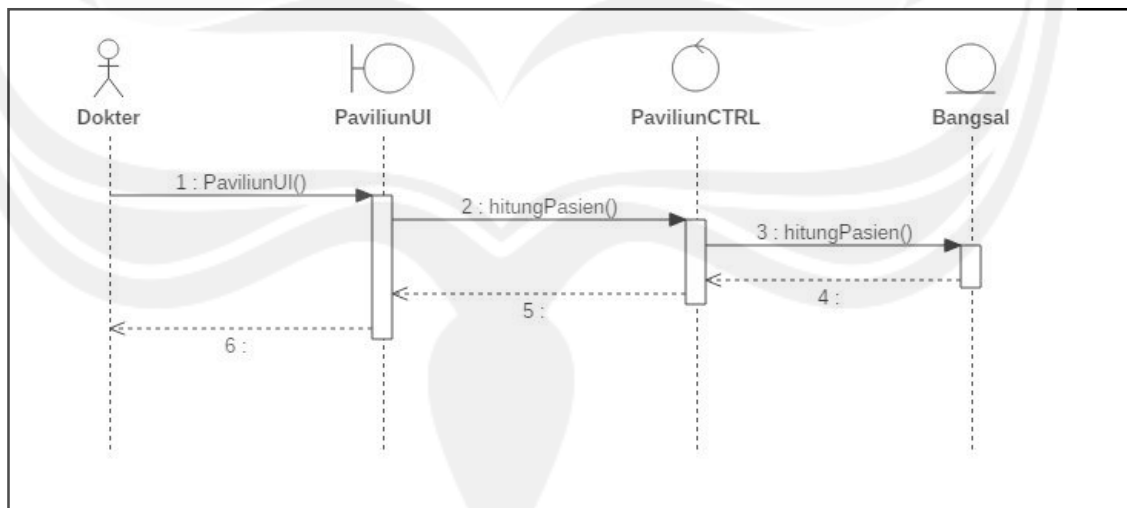 Dokter
PaviliunUI
PaviliunCTRL
Bangsal
1 : PaviliunUI()
2 : hitungPasien()
3 : hitungPasien()
4 :
5 :
6 :